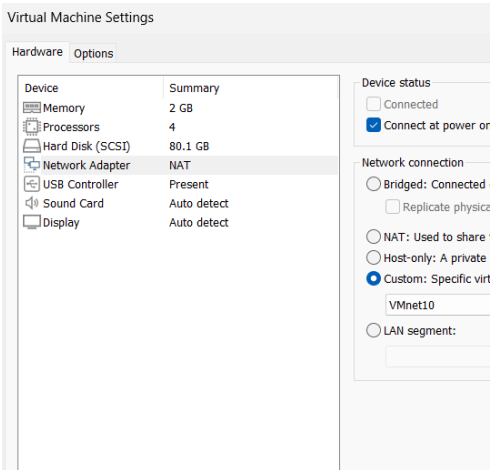 Virtual Machine Settings
Hardware Options
Device Summary
Memory 2 GB
Processors 4
Hard Disk (SCSI) 80.1 GB
Network Adapter NAT
USB Controller Present
Sound Card Auto detect
Display Auto detect
Device status
Connected
Connect at power on
Network connection
Bridged: Connected
Replicate physica
NAT: Used to share
Host-only: A private
Custom: Specific virt
VMnet10
LAN segment: